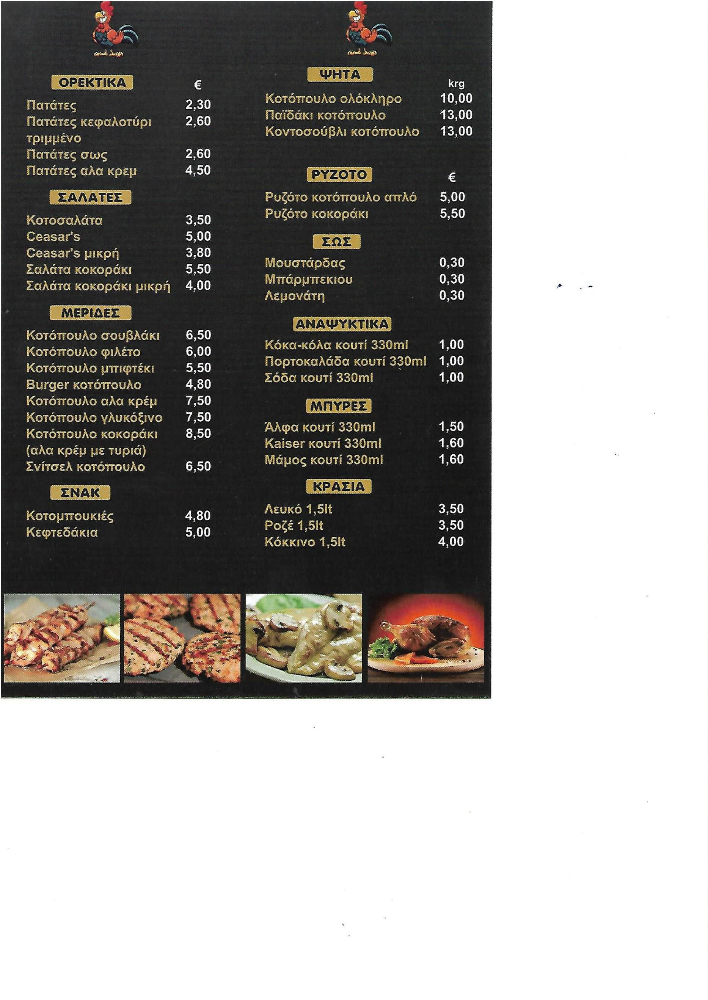 ΟΡΕΚΤΙΚΑ €
Πατάτες 2,30
Πατάτες κεφαλοτύρι 2,60
τριμμένο
Πατάτες σως 2,60
Πατάτες αλα κρεμ 4,50
ΣΑΛΑΤΕΣ
Κοτοσαλάτα 3,50
Ceasar's 5,00
Ceasar's μικρή 3,80
Σαλάτα κοκοράκι 5,50
Σαλάτα κοκοράκι μικρή 4,00
ΜΕΡΙΔΕΣ
Κοτόπουλο σουβλάκι 6,50
Κοτόπουλο φιλέτο 6,00
Κοτόπουλο μπιφτέκι 5,50
Burger κοτόπουλο 4,80
Κοτόπουλο αλα κρέμ 7,50
Κοτόπουλο γλυκόξινο 7,50
Κοτόπουλο κοκοράκι 8,50
(αλα κρέμ με τυριά)
Σνίτσελ κοτόπουλο 6,50
ΣΝΑΚ
Κοτομπουκιές 4,80
Κεφτεδάκια 5,00
ΨΗΤΑ
krg
Κοτόπουλο ολόκληρο 10,00
Παϊδάκι κοτόπουλο 13,00
Κοντοσούβλι κοτόπουλο 13,00
ΡΥΖΟΤΟ €
Ρυζότο κοτόπουλο απλό 5,00
Ρυζότο κοκοράκι 5,50
ΣΩΣ
Μουστάρδας 0,30
Μπάρμπεκιου 0,30
Λεμονάτη 0,30
ΑΝΑΨΥΚΤΙΚΑ
Κόκα-κόλα κουτί 330ml 1,00
Πορτοκαλάδα κουτί 330ml 1,00
Σόδα κουτί 330ml 1,00
ΜΠΥΡΕΣ
Άλφα κουτί 330ml 1,50
Kaiser κουτί 330ml 1,60
Μάμος κουτί 330ml 1,60
ΚΡΑΣΙΑ
Λευκό 1,5lt 3,50
Ροζέ 1,5lt 3,50
Κόκκινο 1,5lt 4,00